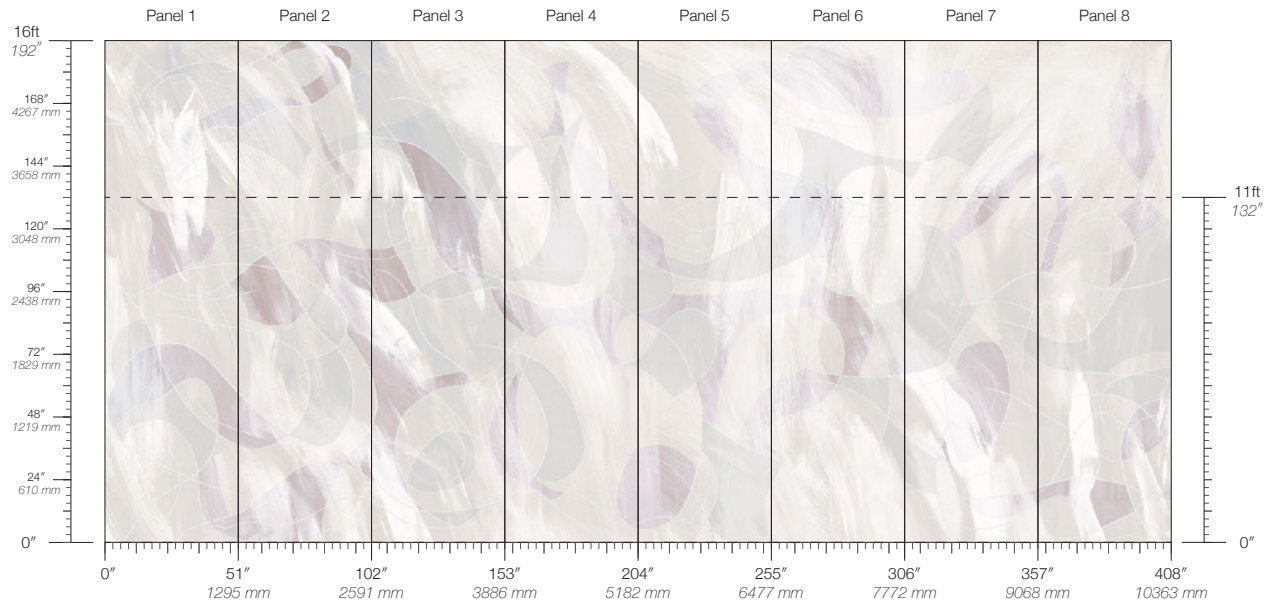 Panel 1 Panel 2 Panel 3 Panel 4 Panel 5 Panel 6 Panel 7 Panel 8
16ft
192″
168″
4267 mm
144″
3658 mm
11ft
132″
120″
3048 mm
96″
2438 mm
72″
1829 mm
48″
1219 mm
24″
610 mm
0″ 0″
0″ 51″ 102″ 153″ 204″ 255″ 306″ 357″ 408″
1295 mm 2591 mm 3886 mm 5182 mm 6477 mm 7772 mm 9068 mm 10363 mm